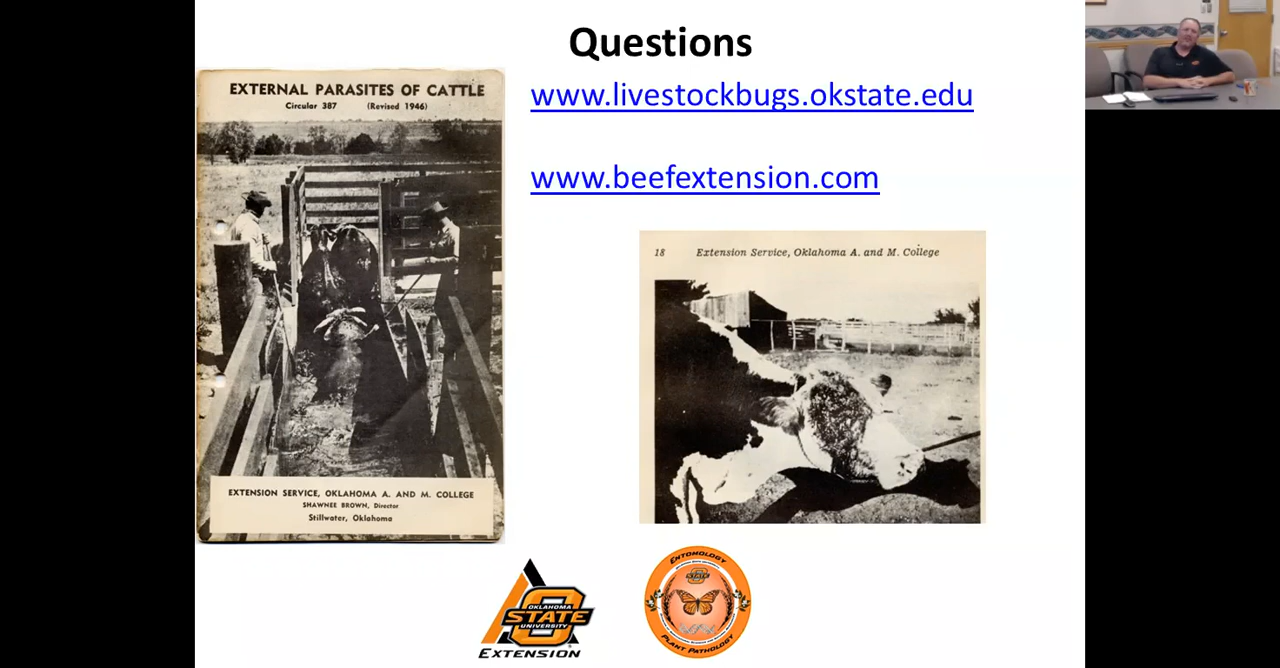 Questions
EXTERNAL PARASITES OF CATTLE
Circular 387 (Revised 1946)
www.livestockbugs.okstate.edu
www.beefextension.com
18 Extension Service, Oklahoma A. and M. College
EXTENSION SERVICE, OKLAHOMA A. AND M. COLLEGE
SHAWNEE BROWN, Director
Stillwater, Oklahoma
OKLAHOMA
STATE
UNIVERSITY
EXTENSION
ENTOMOLOGY
STATE
PLANT PATHOLOGY